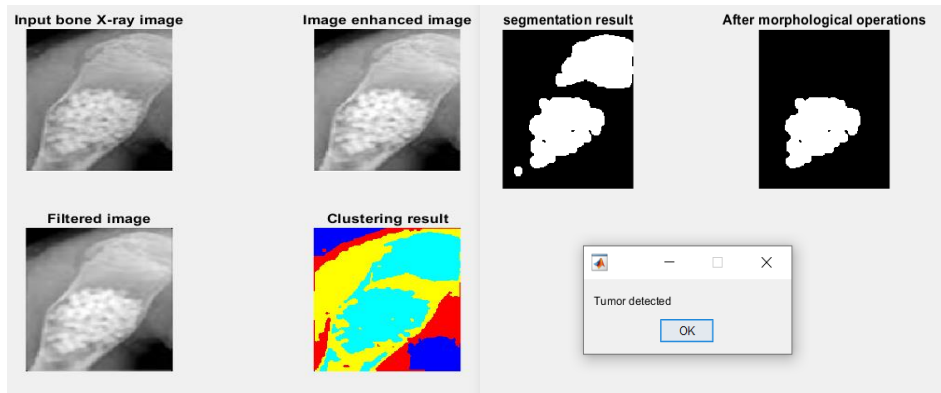 Input bone X-ray image
Image enhanced image
segmentation result
After morphological operations
Filtered image
Clustering result
Tumor detected
OK